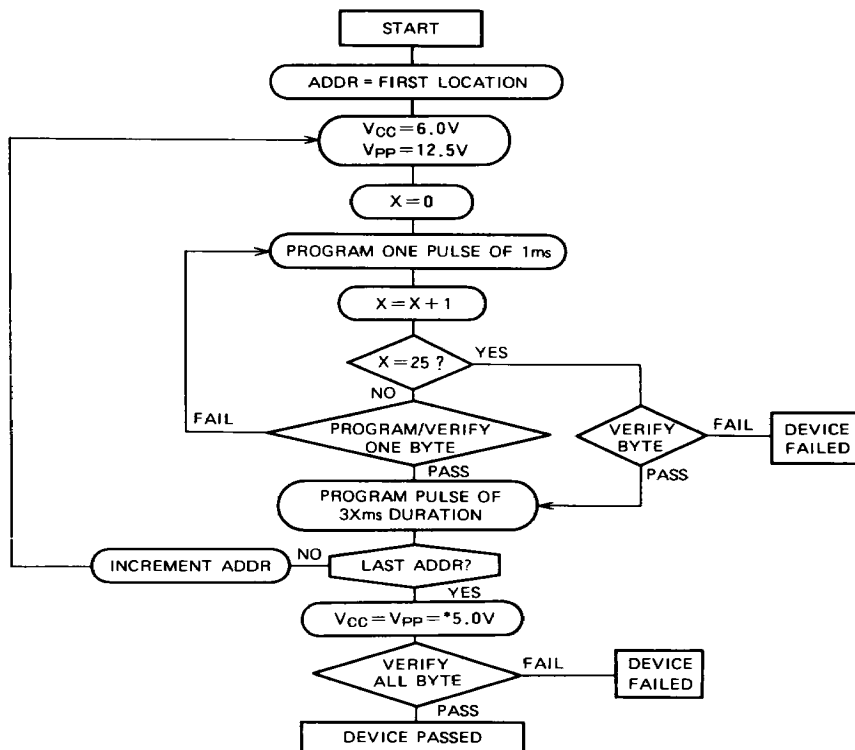 START
ADDR = FIRST LOCATION
VCC=6.0V
VPP=12.5V
X=0
PROGRAM ONE PULSE OF 1ms
X=X+1
X=25 ?
YES
NO
FAIL
PROGRAM/VERIFY
ONE BYTE
VERIFY
BYTE
FAIL
DEVICE
FAILED
PASS
PASS
PROGRAM PULSE OF
3Xms DURATION
INCREMENT ADDR
NO
LAST ADDR?
YES
VCC=VPP=*5.0V
VERIFY
ALL BYTE
FAIL
DEVICE
FAILED
PASS
DEVICE PASSED